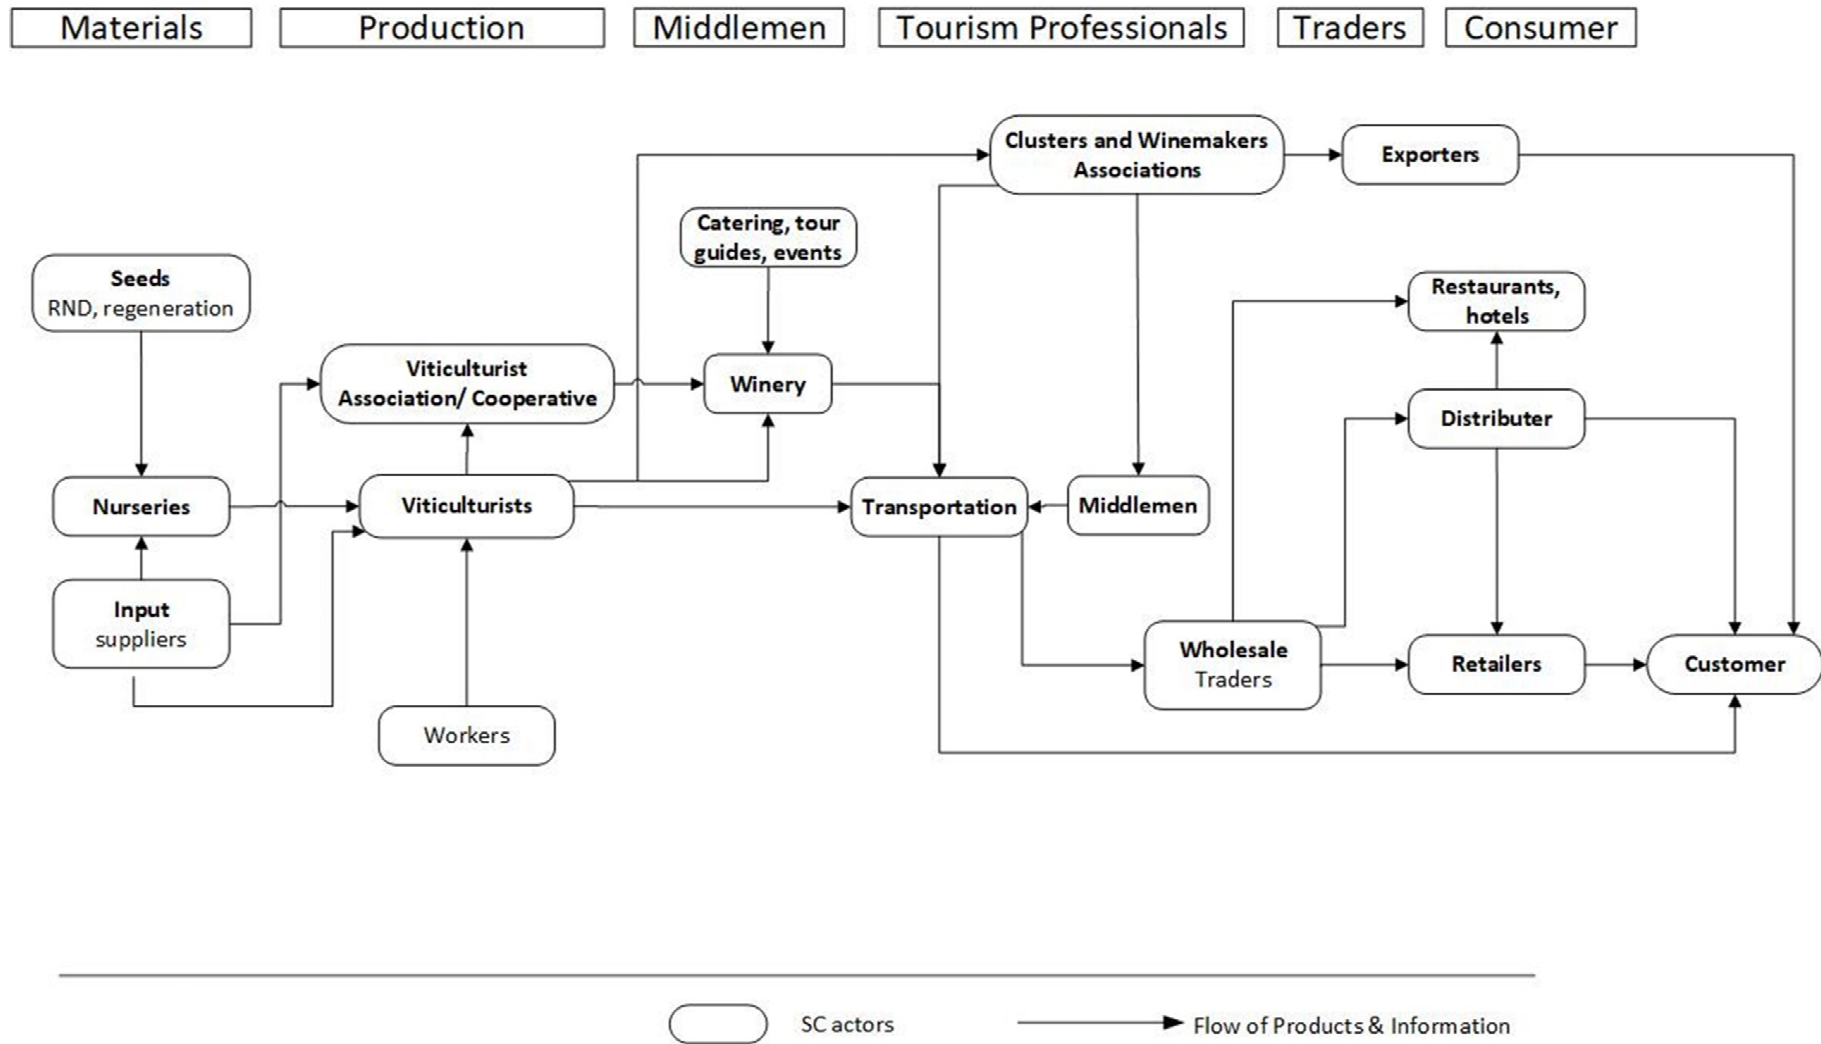 Materials
Production
Middlemen
Tourism Professionals
Traders
Consumer
Clusters and Winemakers
Associations
Exporters
Catering, tour
guides, events
Seeds
RND, regeneration
Restaurants,
hotels
Viticulturist
Association/ Cooperative
Winery
Distributer
Nurseries
Viticulturists
Transportation
Middlemen
Input
suppliers
Wholesale
Traders
Retailers
Customer
Workers
SC actors
Flow of Products & Information